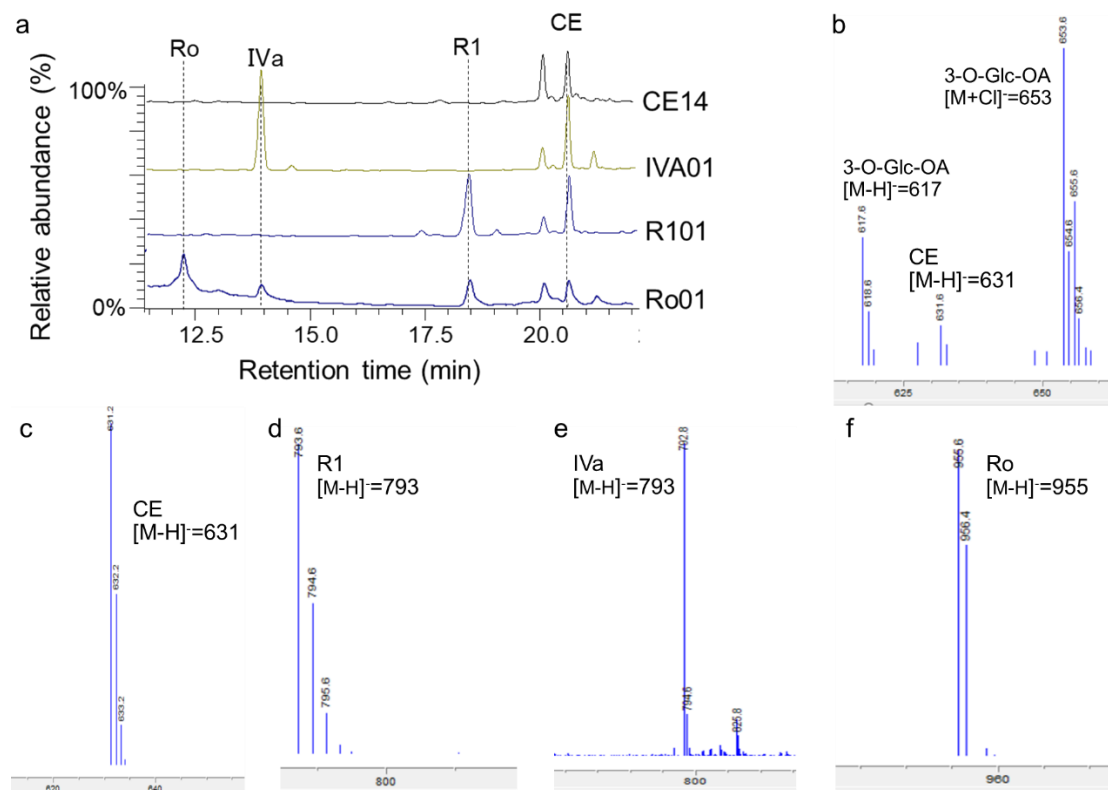 a
Relative abundance (%)
100%
0%
Ro
IVa
R1
CE
CE14
IVA01
R101
Ro01
12.5
15.0
17.5
20.0
Retention time (min)
b
3-O-Glc-OA
[M-H]-=617
617.6
618.6
CE
[M-H]-=631
631.6
3-O-Glc-OA
[M+Cl]-=653
653.6
654.6
655.6
656.4
625
650
c
631.2
632.2
633.2
CE
[M-H]-=631
620
640
d
793.6
794.6
795.6
R1
[M-H]-=793
800
e
IVa
[M-H]-=793
792.8
794.6
825.8
800
f
955.6
956.4
Ro
[M-H]-=955
960